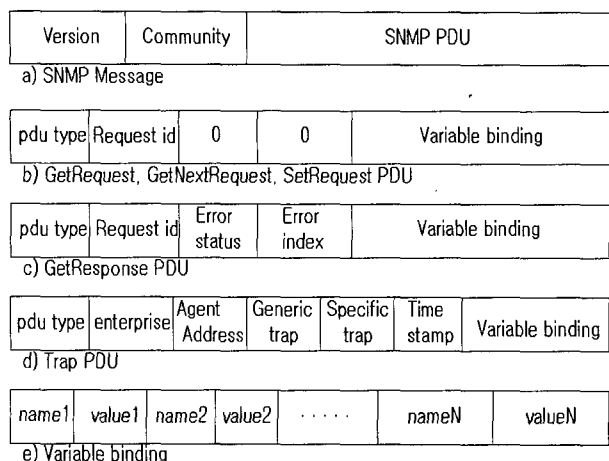 Version Community SNMP PDU
a) SNMP Message
pdu type Request id 0 0 Variable binding
b) GetRequest, GetNextRequest, SetRequest PDU
pdu type Request id Error status Error index Variable binding
c) GetResponse PDU
pdu type enterprise Agent Address Generic trap Specific trap Time stamp Variable binding
d) Trap PDU
name1 value1 name2 value2 ..... nameN valueN
e) Variable binding